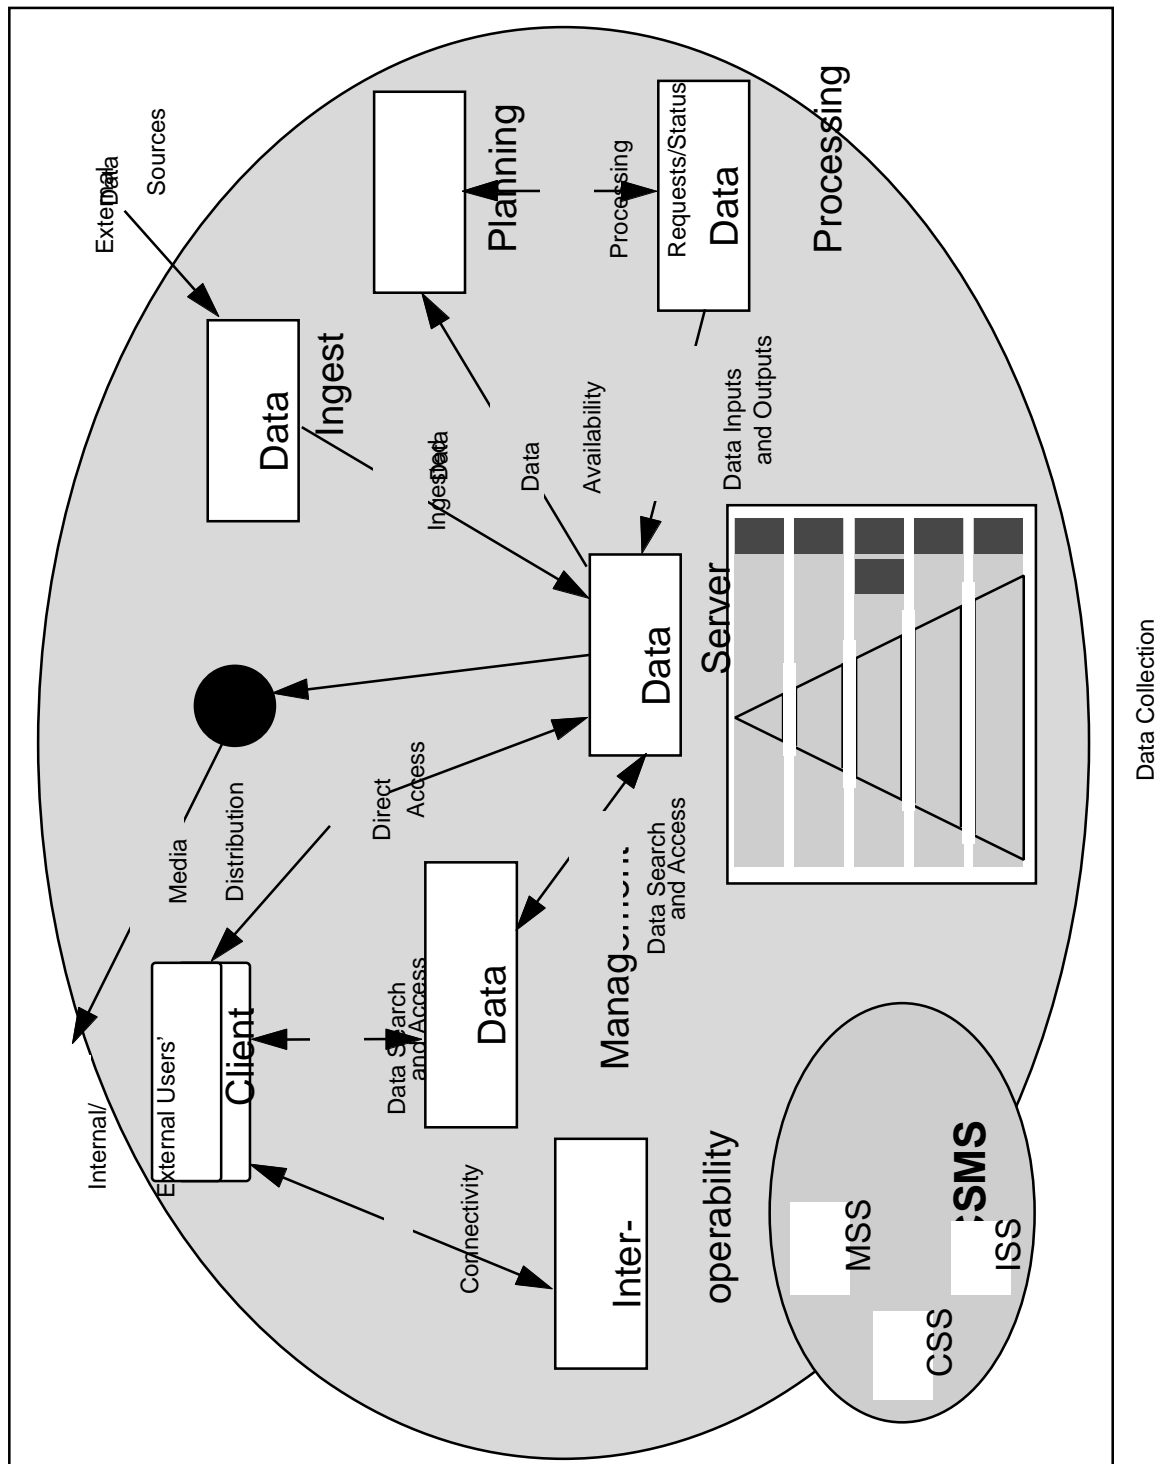 External
Data
Sources
Data
Ingest
Planning
Processing
Requests/Status
Data
Processing
Ingested
Data
Data
Availability
Data Inputs
and Outputs
Data
Server
Media
Distribution
Direct
Access
Data Search
and Access
Internal/
External Users’
Client
Data Search
and Access
Data
Management
Connectivity
Inter-
operability
CSMS
MSS
CSS
ISS
Data Collection